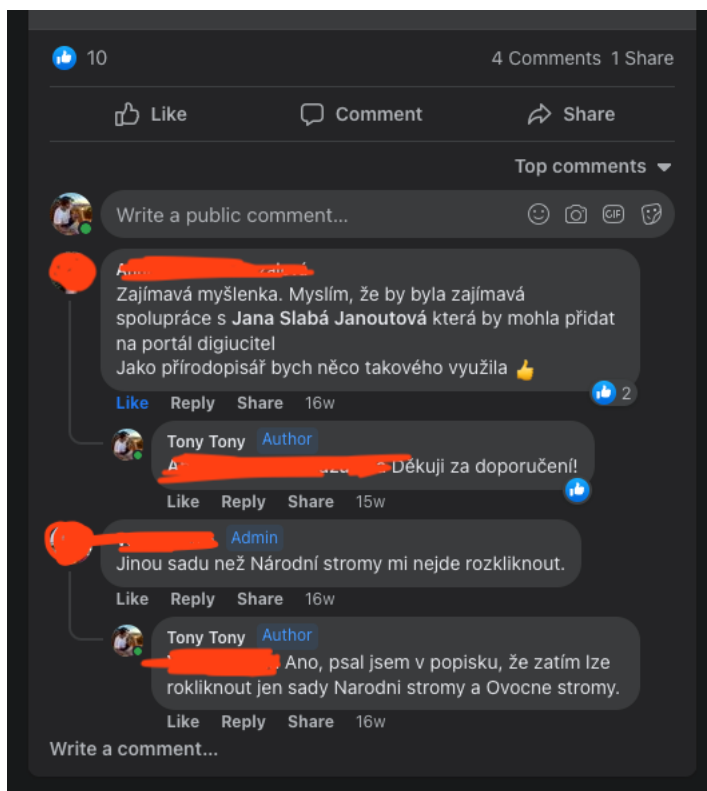 10
4 Comments 1 Share
Like
Comment
Share
Top comments
Write a public comment...
GIF
Zajímavá myšlenka. Myslím, že by byla zajímavá
spolupráce s Jana Slabá Janoutová která by mohla přidat
na portál digiucitel
Jako přírodopisář bych něco takového využila
2
Like Reply Share 16w
Tony Tony Author
Děkuji za doporučení!
Like Reply Share 15w
Admin
Jinou sadu než Národní stromy mi nejde rozkliknout.
Like Reply Share 16w
Tony Tony Author
Ano, psal jsem v popisku, že zatím lze
rokliknout jen sady Narodni stromy a Ovocne stromy.
Like Reply Share 16w
Write a comment...